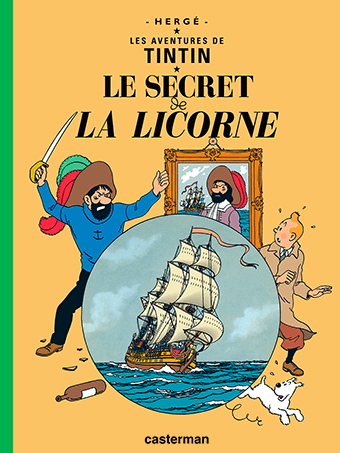 - HERGÉ -
LES AVENTURES DE
TINTIN
LE SECRET
de
LA LICORNE
casterman